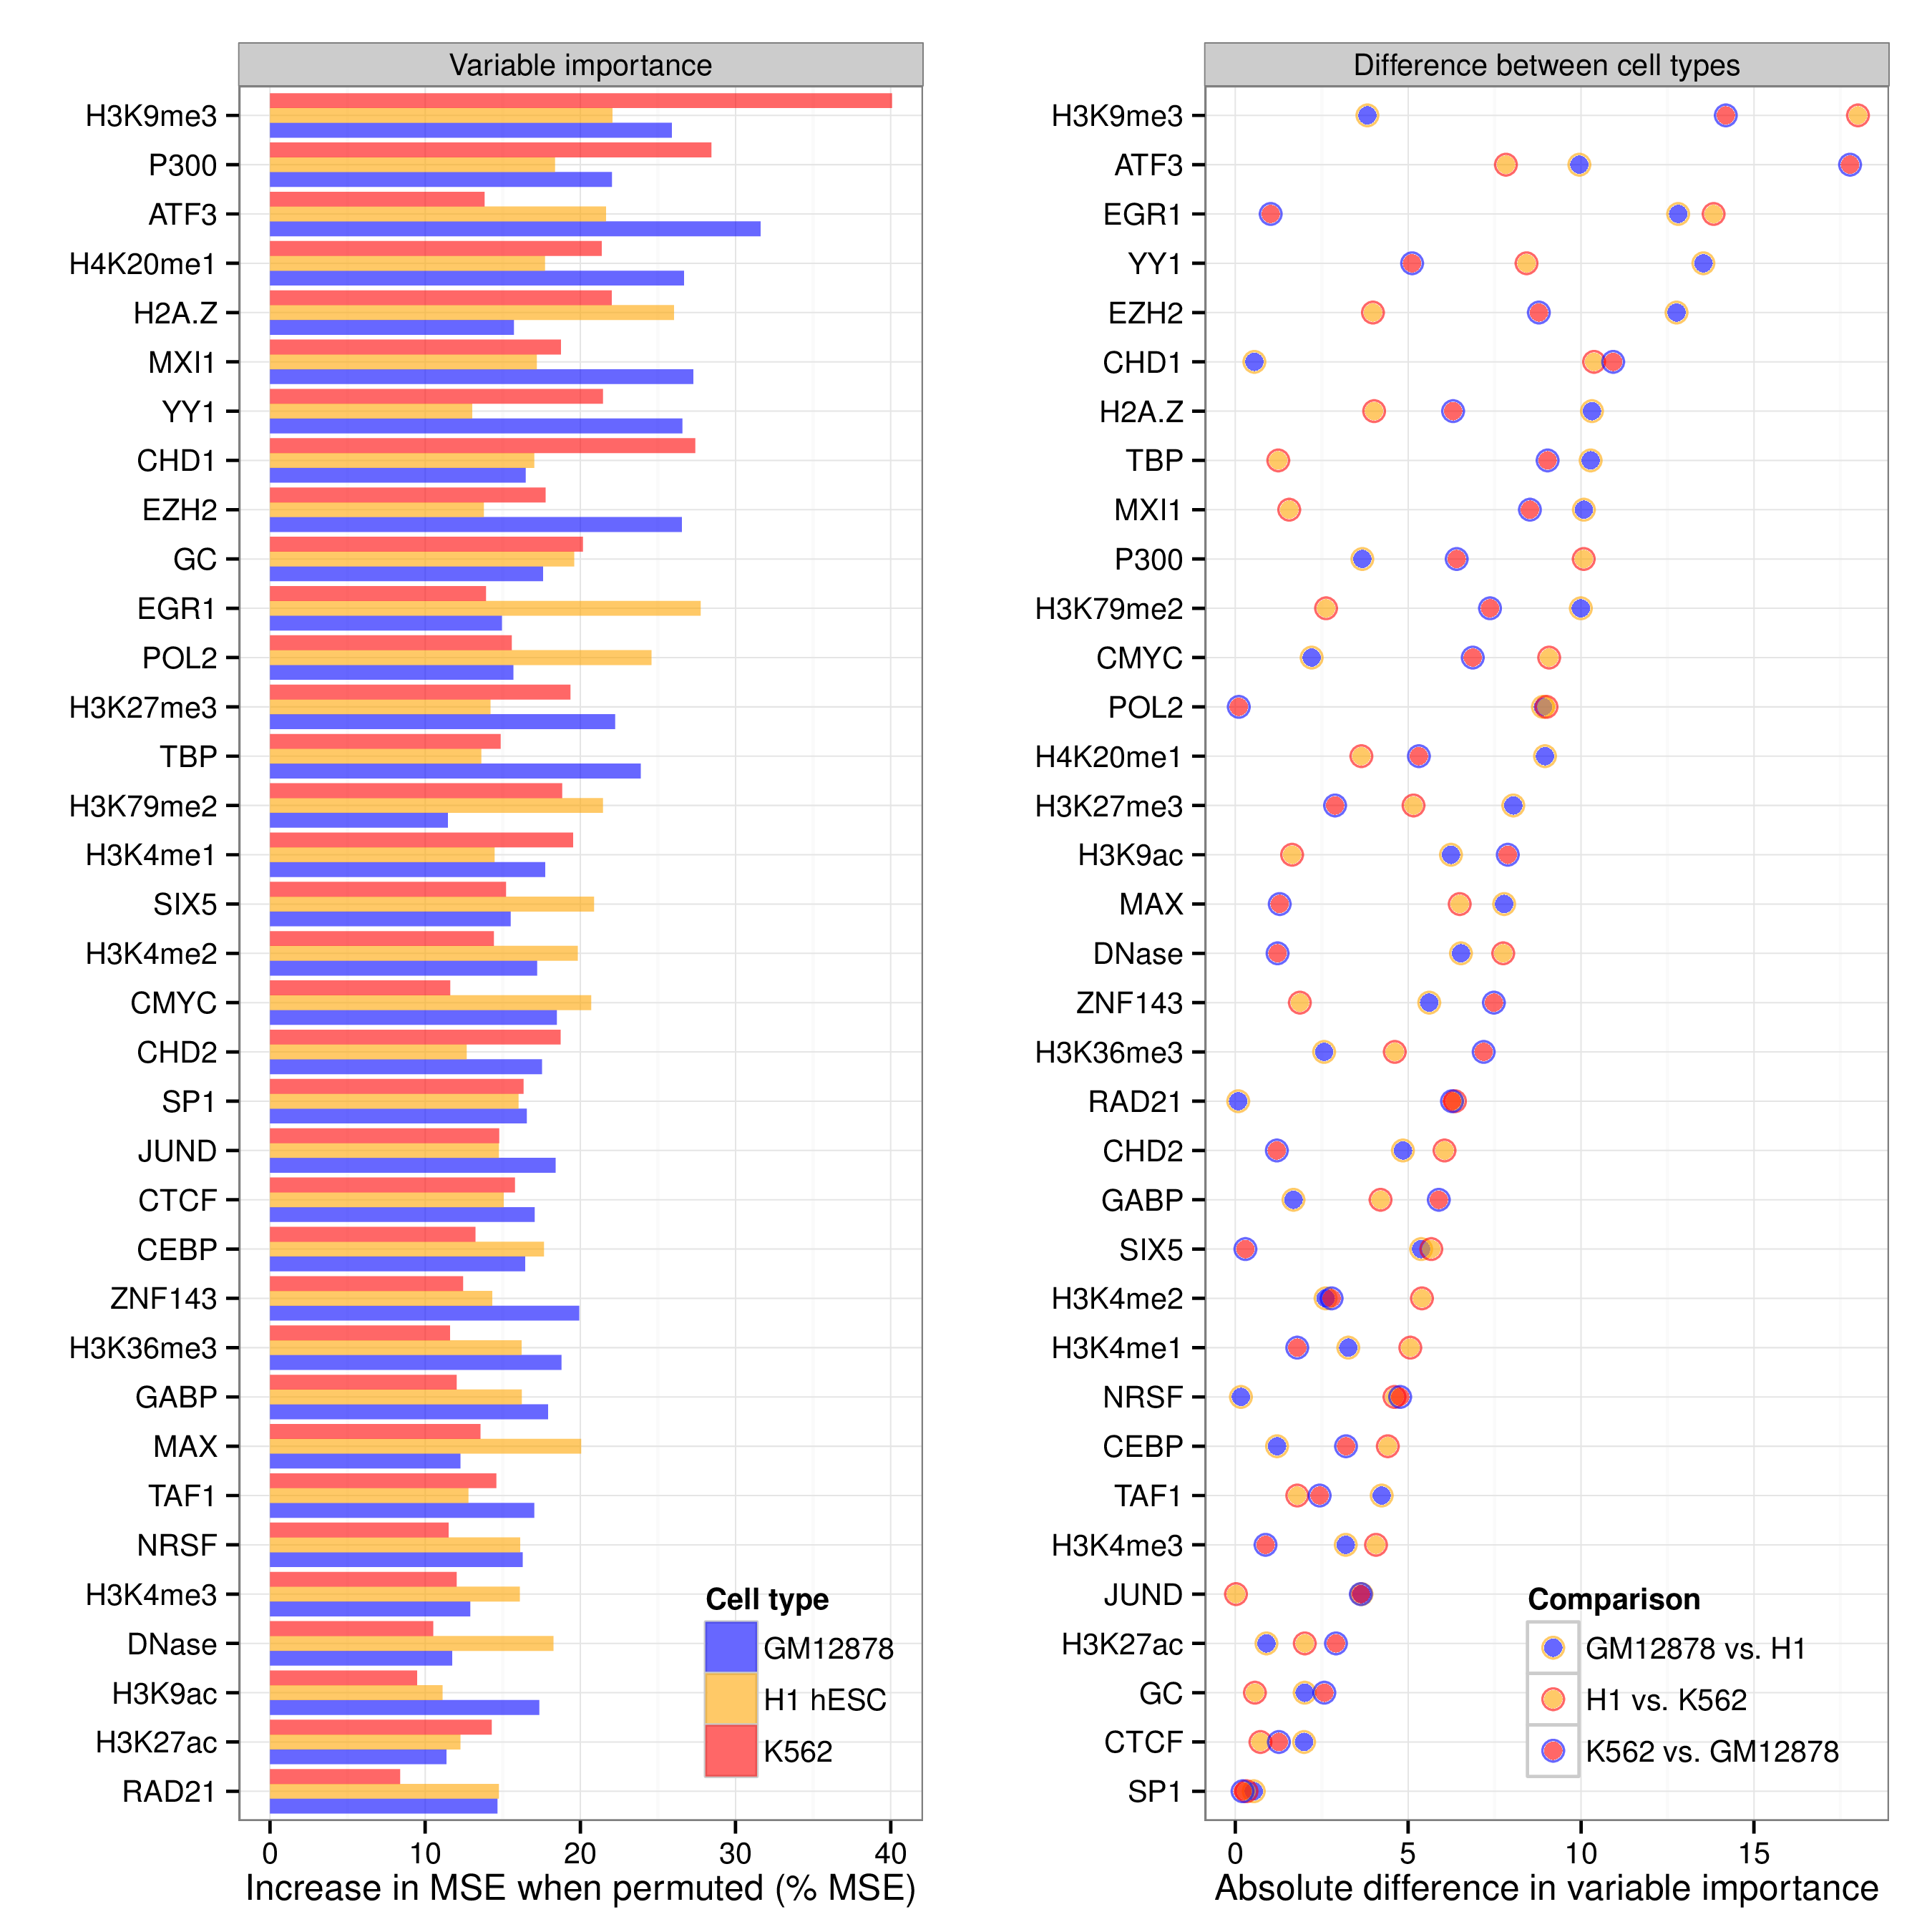 Variable importance
H3K9me3
P300
ATF3
H4K20me1
H2A.Z
MXI1
YY1
CHD1
EZH2
GC
EGR1
POL2
H3K27me3
TBP
H3K79me2
H3K4me1
SIX5
H3K4me2
CMYC
CHD2
SP1
JUND
CTCF
CEBP
ZNF143
H3K36me3
GABP
MAX
TAF1
NRSF
H3K4me3
DNase
H3K9ac
H3K27ac
RAD21
Cell type
GM12878
H1 hESC
K562
0 10 20 30 40
Increase in MSE when permuted (% MSE)
Difference between cell types
H3K9me3
ATF3
EGR1
YY1
EZH2
CHD1
H2A.Z
TBP
MXI1
P300
H3K79me2
CMYC
POL2
H4K20me1
H3K27me3
H3K9ac
MAX
DNase
ZNF143
H3K36me3
RAD21
CHD2
GABP
SIX5
H3K4me2
H3K4me1
NRSF
CEBP
TAF1
H3K4me3
JUND
H3K27ac
GC
CTCF
SP1
Comparison
GM12878 vs. H1
H1 vs. K562
K562 vs. GM12878
0 5 10 15
Absolute difference in variable importance